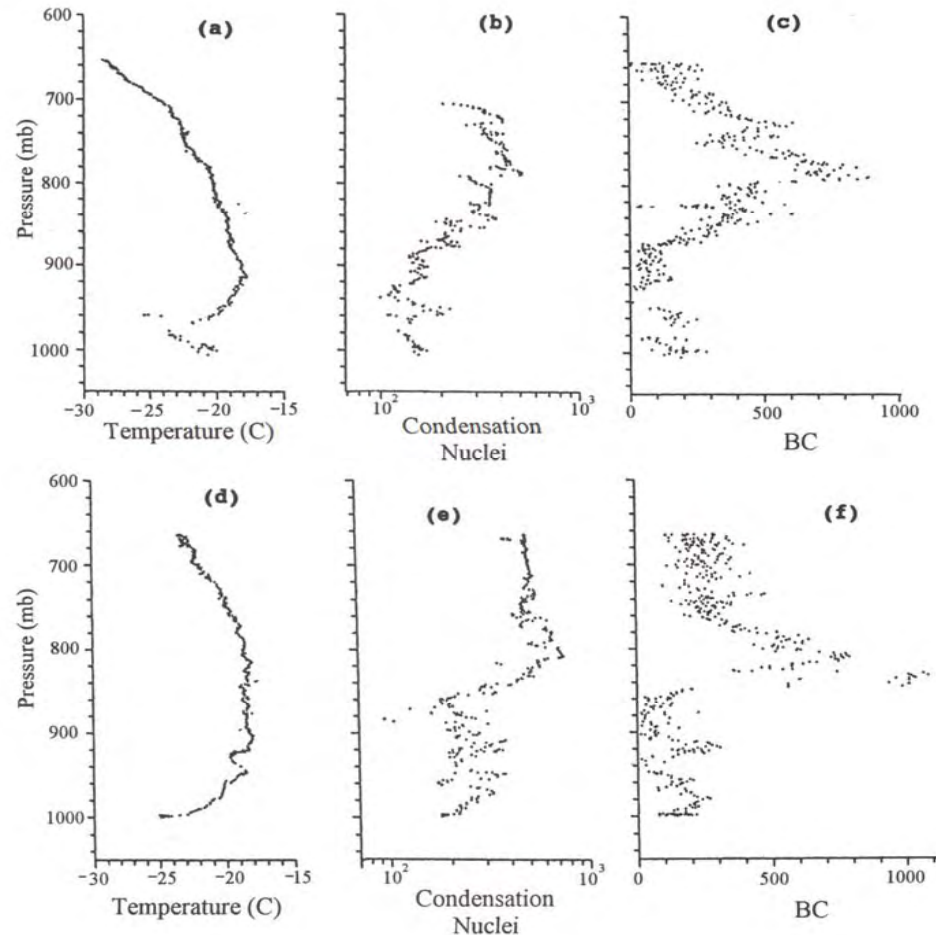 (a)
(b)
(c)
600
700
800
900
1000
Pressure (mb)
−30 −25 −20 −15
Temperature (C)
10² 10³
Condensation
Nuclei
0 500 1000
BC
(d)
(e)
(f)
600
700
800
900
1000
Pressure (mb)
−30 −25 −20 −15
Temperature (C)
10² 10³
Condensation
Nuclei
0 500 1000
BC